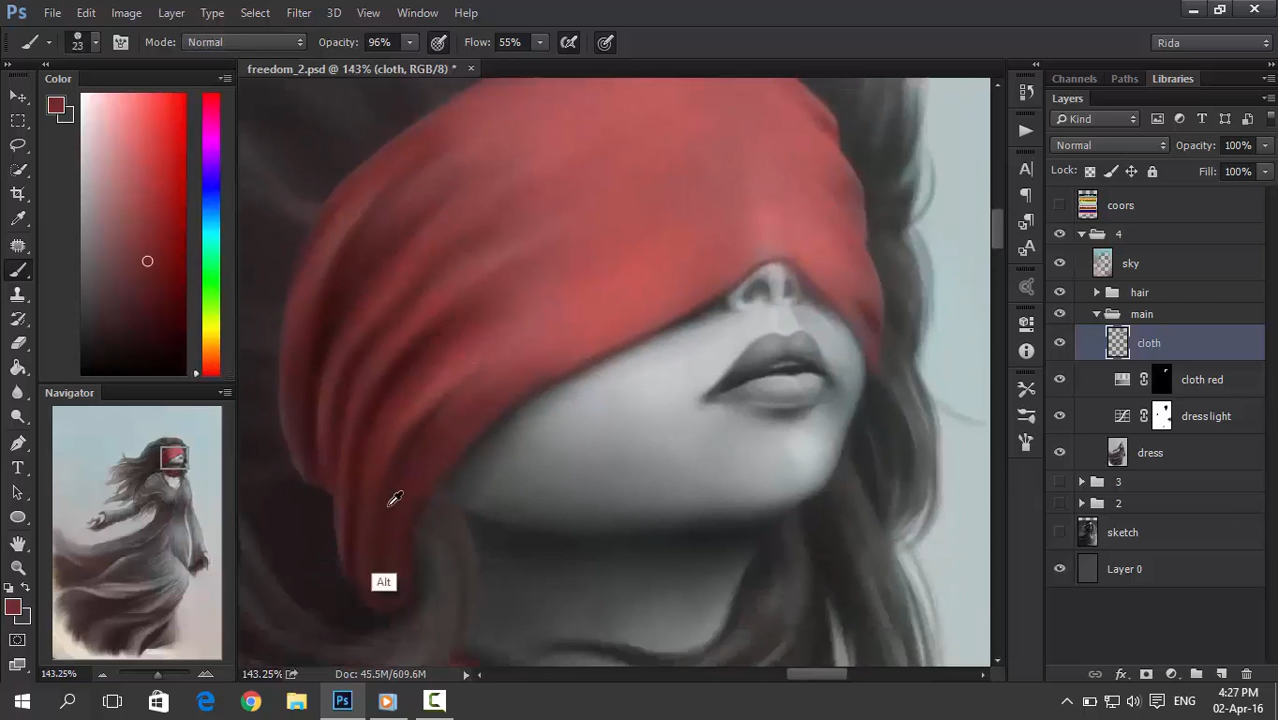 Ps File Edit Image Layer Type Select Filter 3D View Window Help
23 Mode: Normal Opacity: 96% Flow: 55% Rida
freedom_2.psd @ 143% (cloth, RGB/8) *
Color
Channels Paths Libraries
Layers
Kind
Normal Opacity: 100%
Lock: Fill: 100%
coors
4
sky
hair
main
cloth
cloth red
dress light
dress
3
2
sketch
Layer 0
Navigator
Alt
143.25%
143.25% Doc: 45.5M/609.6M
Ps
ENG
4:27 PM
02-Apr-16